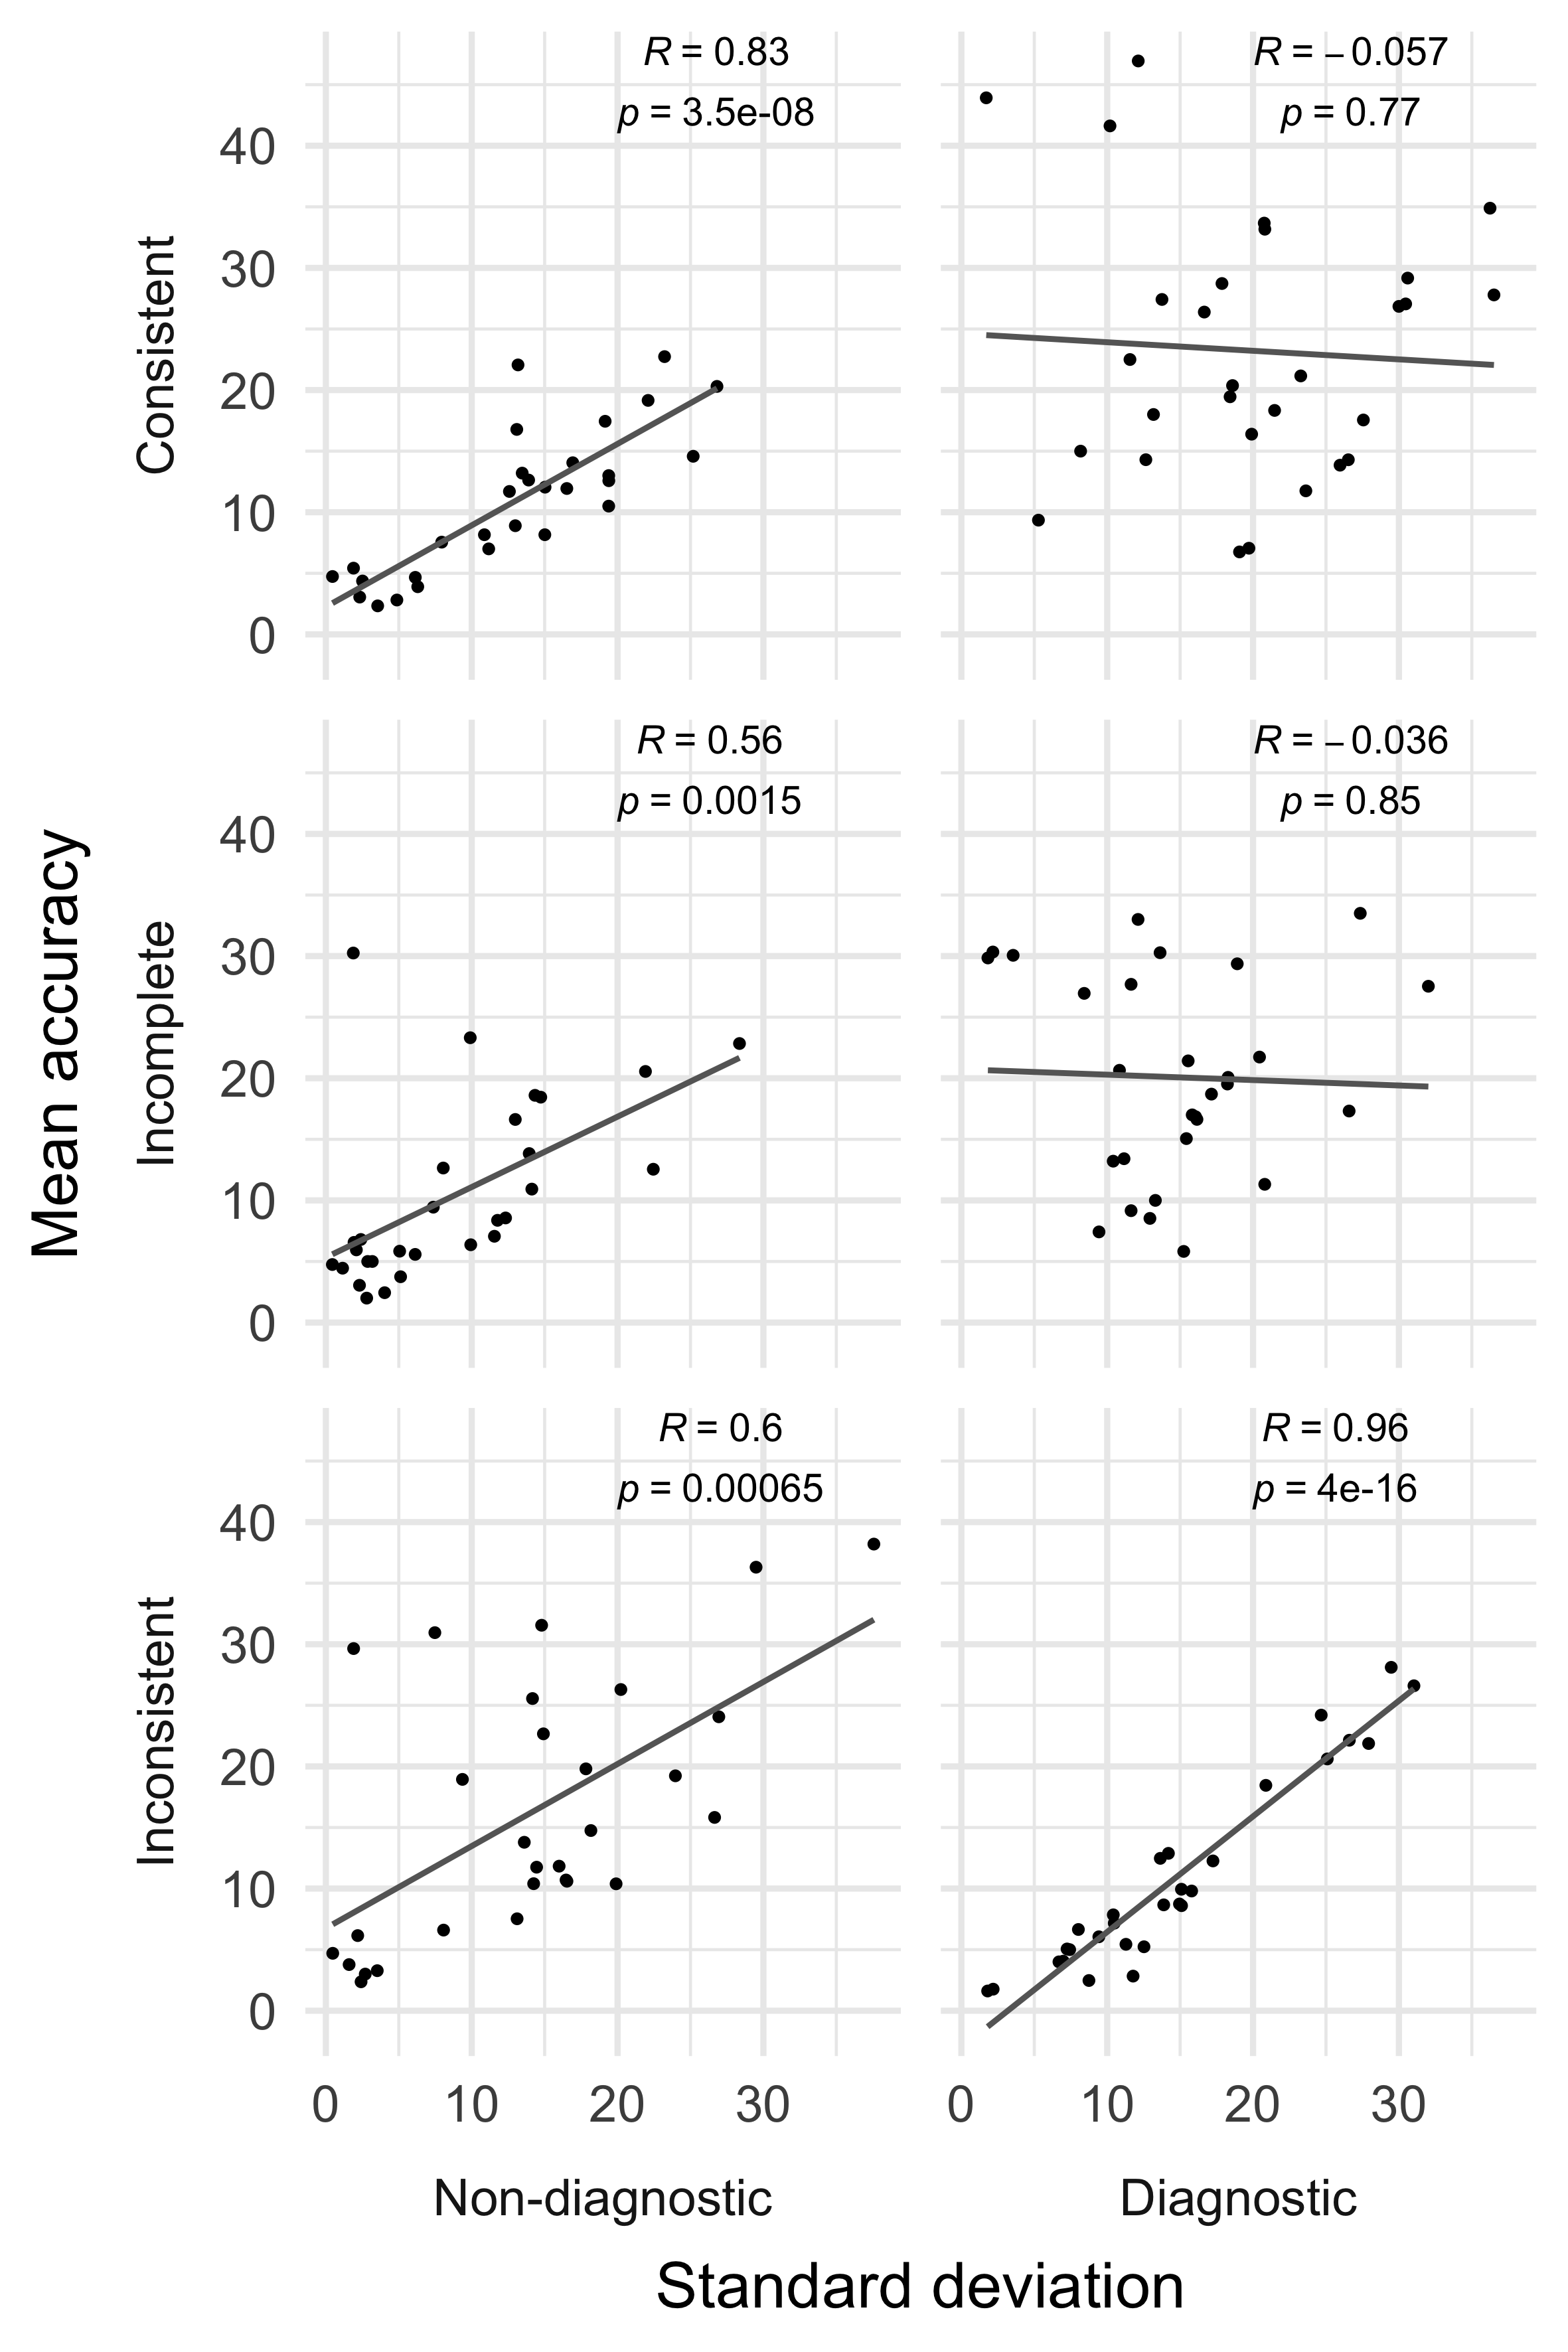 R = 0.83
p = 3.5e-08
R = – 0.057
p = 0.77
40
30
20
10
0
Consistent
R = 0.56
p = 0.0015
R = – 0.036
p = 0.85
40
30
20
10
0
Incomplete
Mean accuracy
R = 0.6
p = 0.00065
R = 0.96
p = 4e-16
40
30
20
10
0
Inconsistent
0 10 20 30
0 10 20 30
Non-diagnostic
Diagnostic
Standard deviation